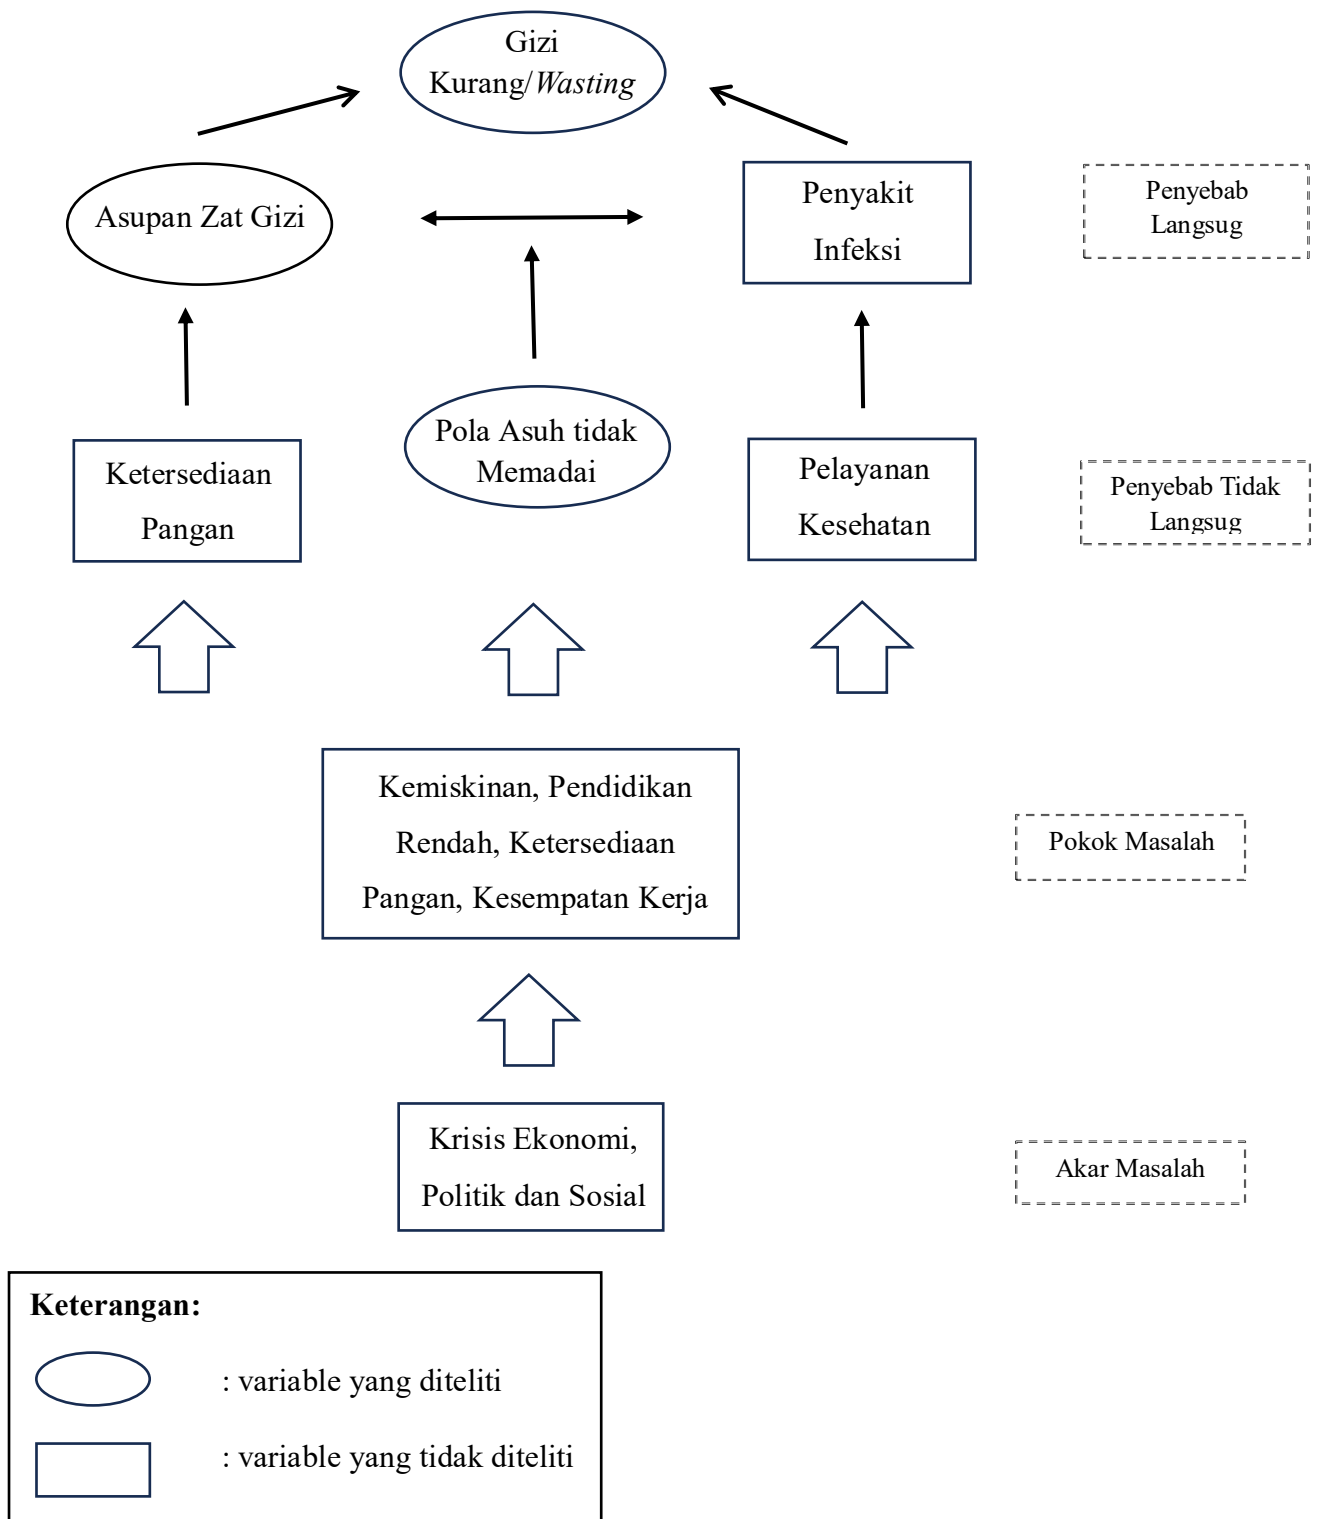 Gizi
Kurang/Wasting
Asupan Zat Gizi
Penyakit
Infeksi
Penyebab
Langsug
Ketersediaan
Pangan
Pola Asuh tidak
Memadai
Pelayanan
Kesehatan
Penyebab Tidak
Langsug
Kemiskinan, Pendidikan
Rendah, Ketersediaan
Pangan, Kesempatan Kerja
Pokok Masalah
Krisis Ekonomi,
Politik dan Sosial
Akar Masalah
Keterangan:
: variable yang diteliti
: variable yang tidak diteliti